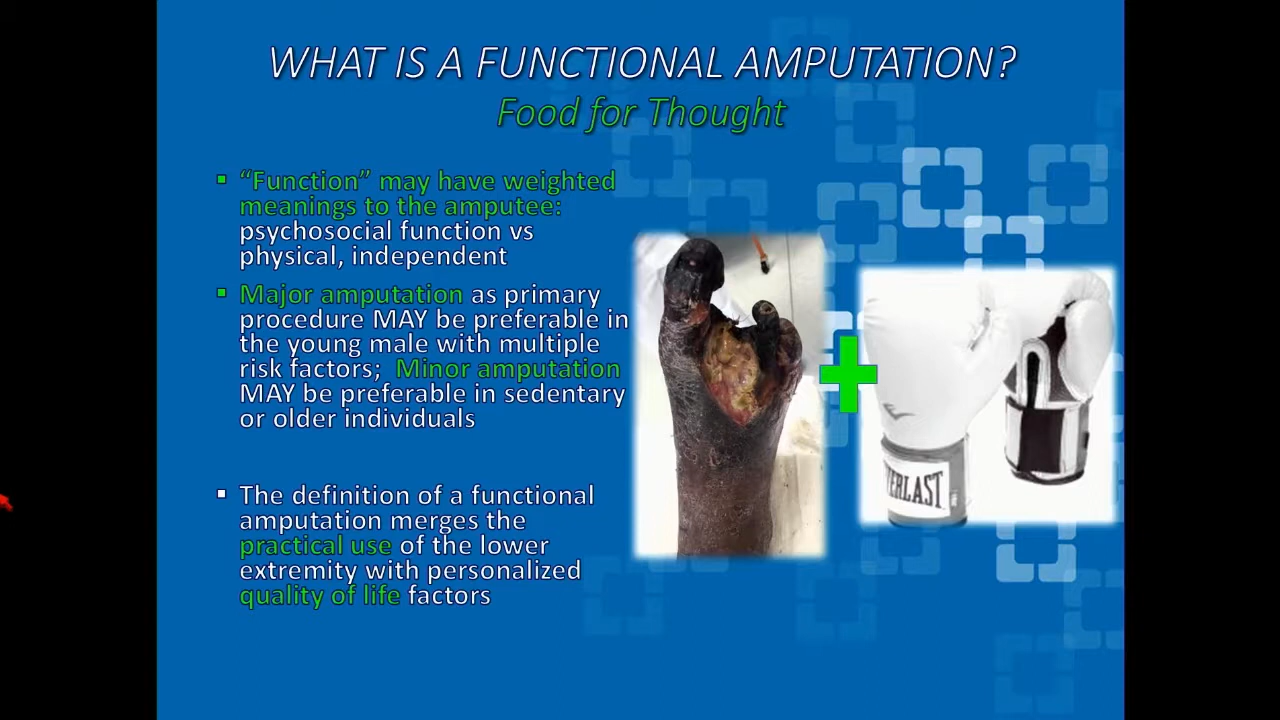 WHAT IS A FUNCTIONAL AMPUTATION?
Food for Thought
“Function” may have weighted
meanings to the amputee:
psychosocial function vs
physical, independent
Major amputation as primary
procedure MAY be preferable in
the young male with multiple
risk factors; Minor amputation
MAY be preferable in sedentary
or older individuals
The definition of a functional
amputation merges the
practical use of the lower
extremity with personalized
quality of life factors
VERLAST